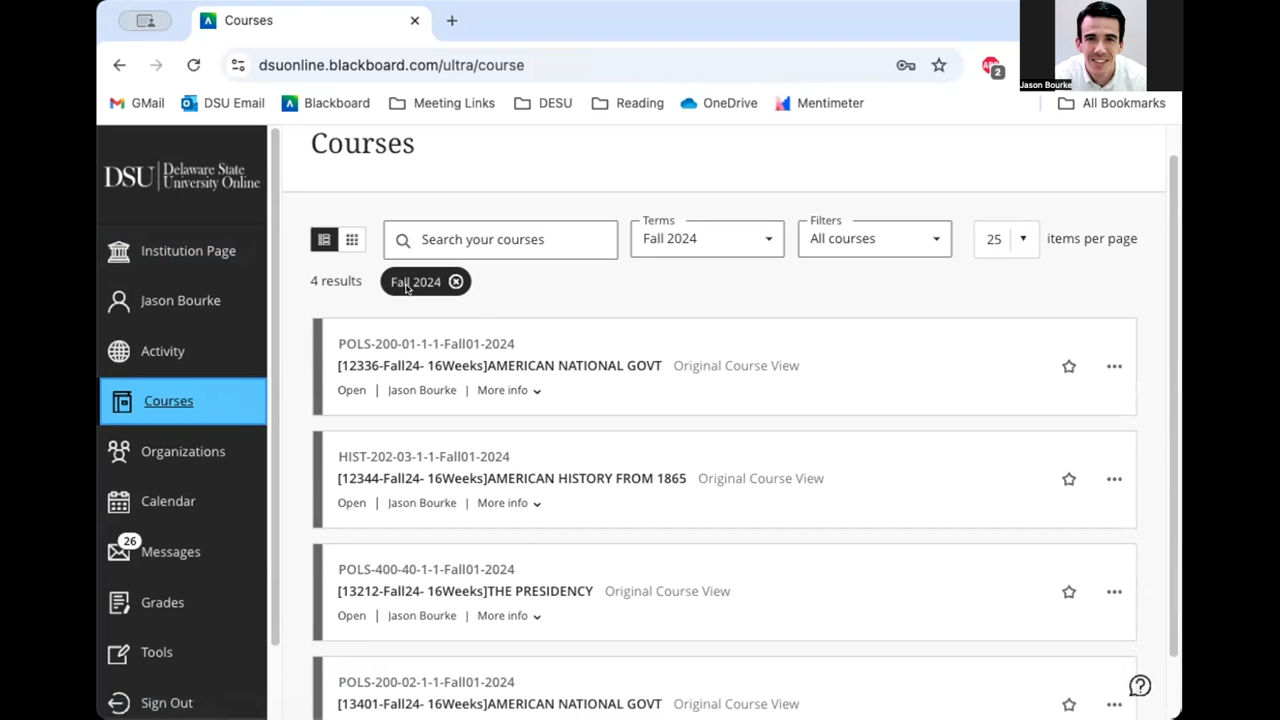 Courses
dsuonline.blackboard.com/ultra/course
2
Jason Bourke
GMail
DSU Email
Blackboard
Meeting Links
DESU
Reading
OneDrive
Mentimeter
All Bookmarks
DSU Delaware State
University Online
Institution Page
Jason Bourke
Activity
Courses
Organizations
Calendar
26
Messages
Grades
Tools
Sign Out
Courses
Search your courses
Terms
Fall 2024
Filters
All courses
25
items per page
4 results
Fall 2024
POLS-200-01-1-1-Fall01-2024
[12336-Fall24- 16Weeks]AMERICAN NATIONAL GOVT Original Course View
Open | Jason Bourke | More info
HIST-202-03-1-1-Fall01-2024
[12344-Fall24- 16Weeks]AMERICAN HISTORY FROM 1865 Original Course View
Open | Jason Bourke | More info
POLS-400-40-1-1-Fall01-2024
[13212-Fall24- 16Weeks]THE PRESIDENCY Original Course View
Open | Jason Bourke | More info
POLS-200-02-1-1-Fall01-2024
[13401-Fall24- 16Weeks]AMERICAN NATIONAL GOVT Original Course View